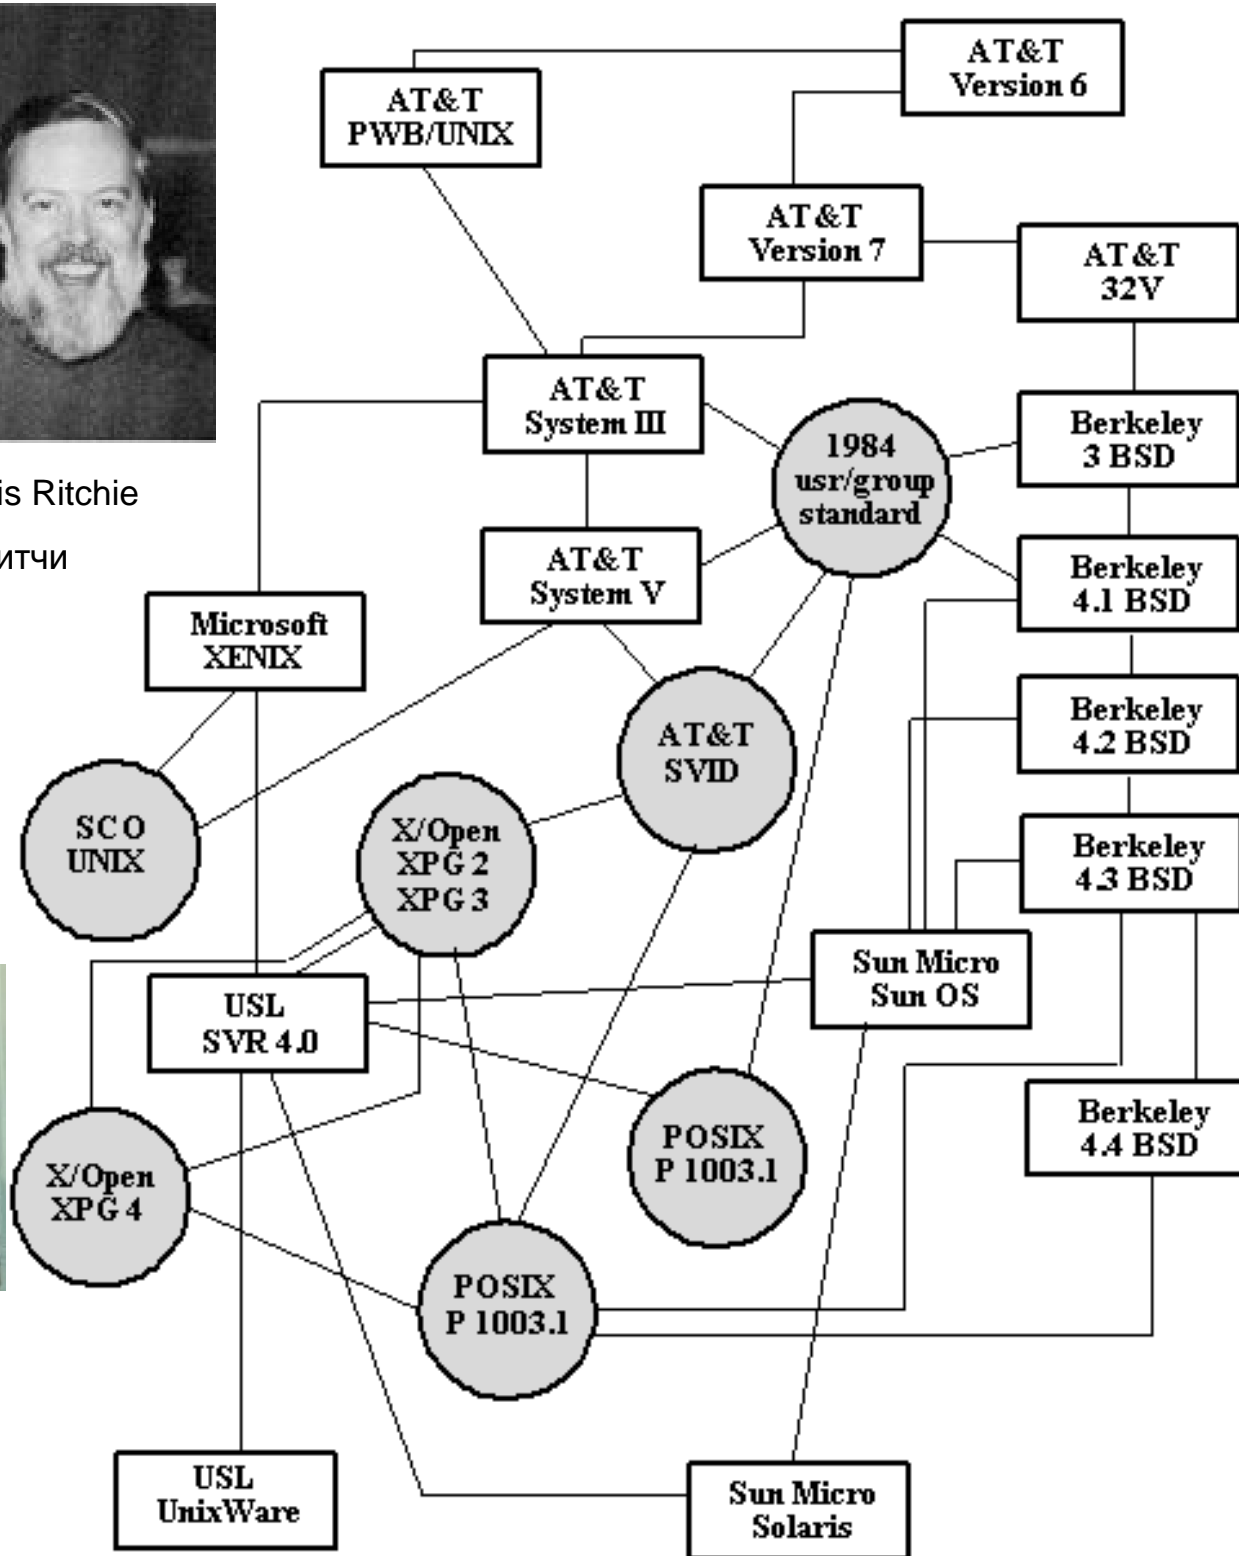 AT&T
Version 6
AT&T
PWB/UNIX
AT&T
Version 7
AT&T
32V
AT&T
System III
Berkeley
3 BSD
1984
usr/group
standard
is Ritchie
итчи
AT&T
System V
Berkeley
4.1 BSD
Microsoft
XENIX
Berkeley
4.2 BSD
AT&T
SVID
SCO
UNIX
X/Open
XPG 2
XPG 3
Berkeley
4.3 BSD
Sun Micro
Sun OS
USL
SVR 4.0
POSIX
P 1003.1
Berkeley
4.4 BSD
X/Open
XPG 4
POSIX
P 1003.1
USL
UnixWare
Sun Micro
Solaris